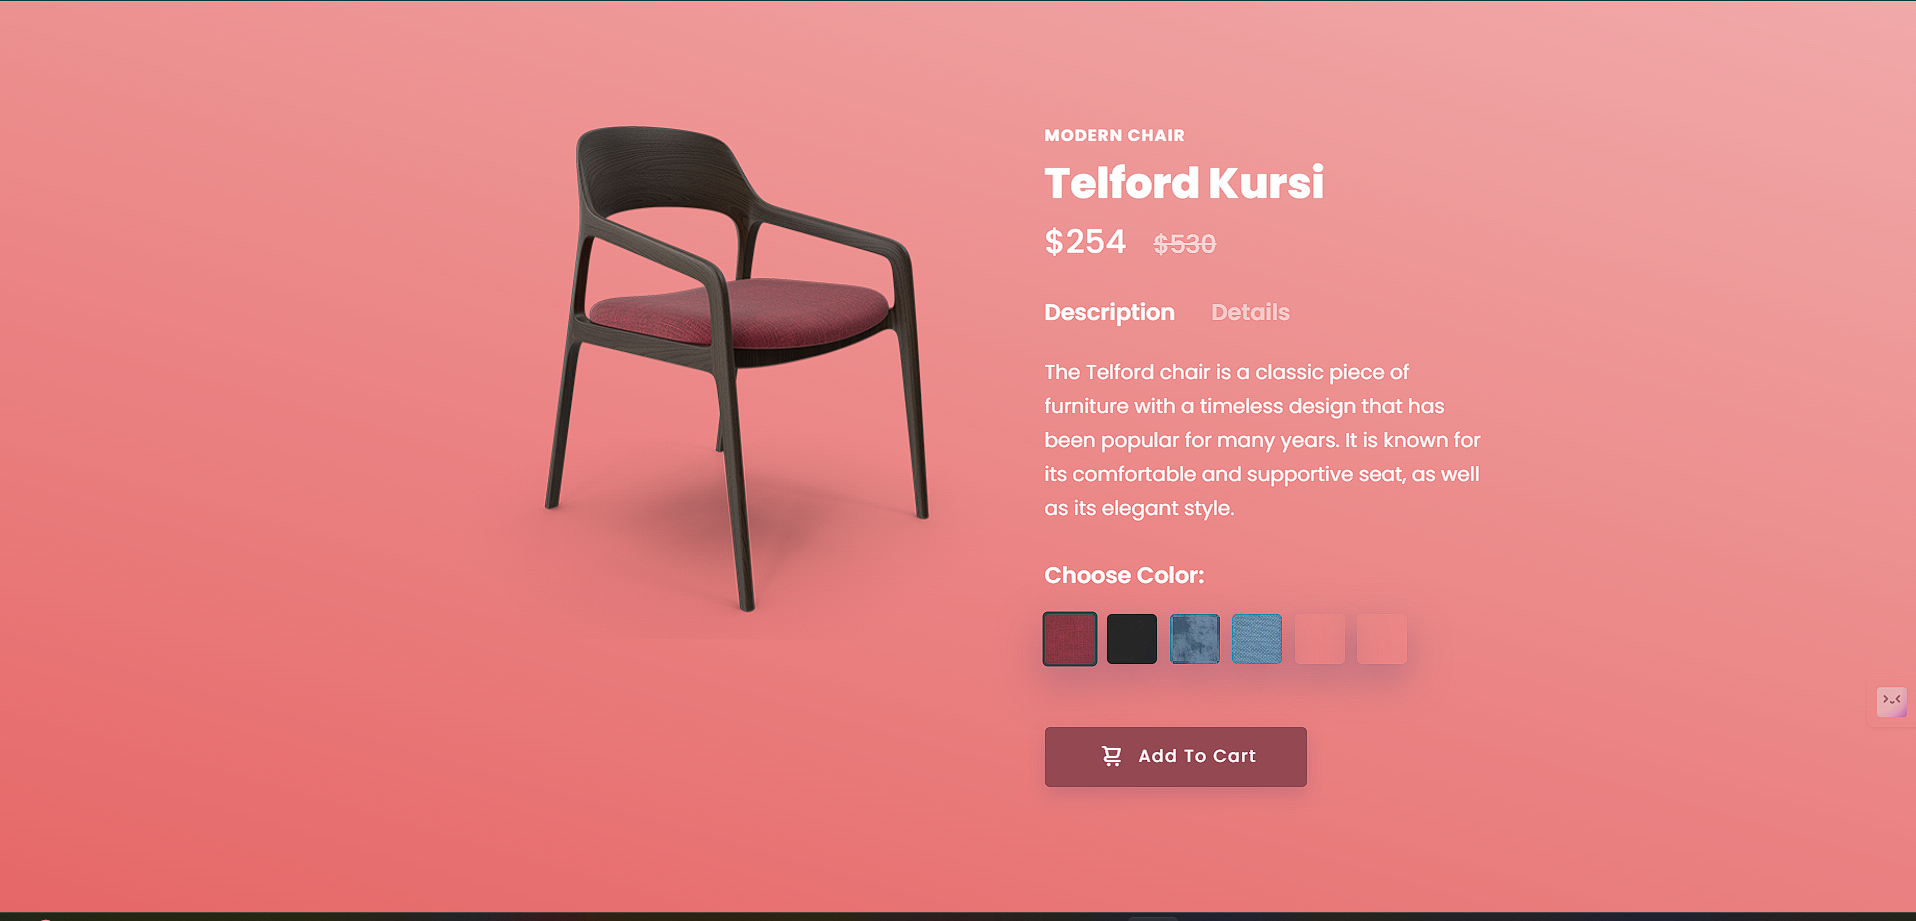 MODERN CHAIR
Telford Kursi
$254 $530
Description Details
The Telford chair is a classic piece of
furniture with a timeless design that has
been popular for many years. It is known for
its comfortable and supportive seat, as well
as its elegant style.
Choose Color:
Add To Cart